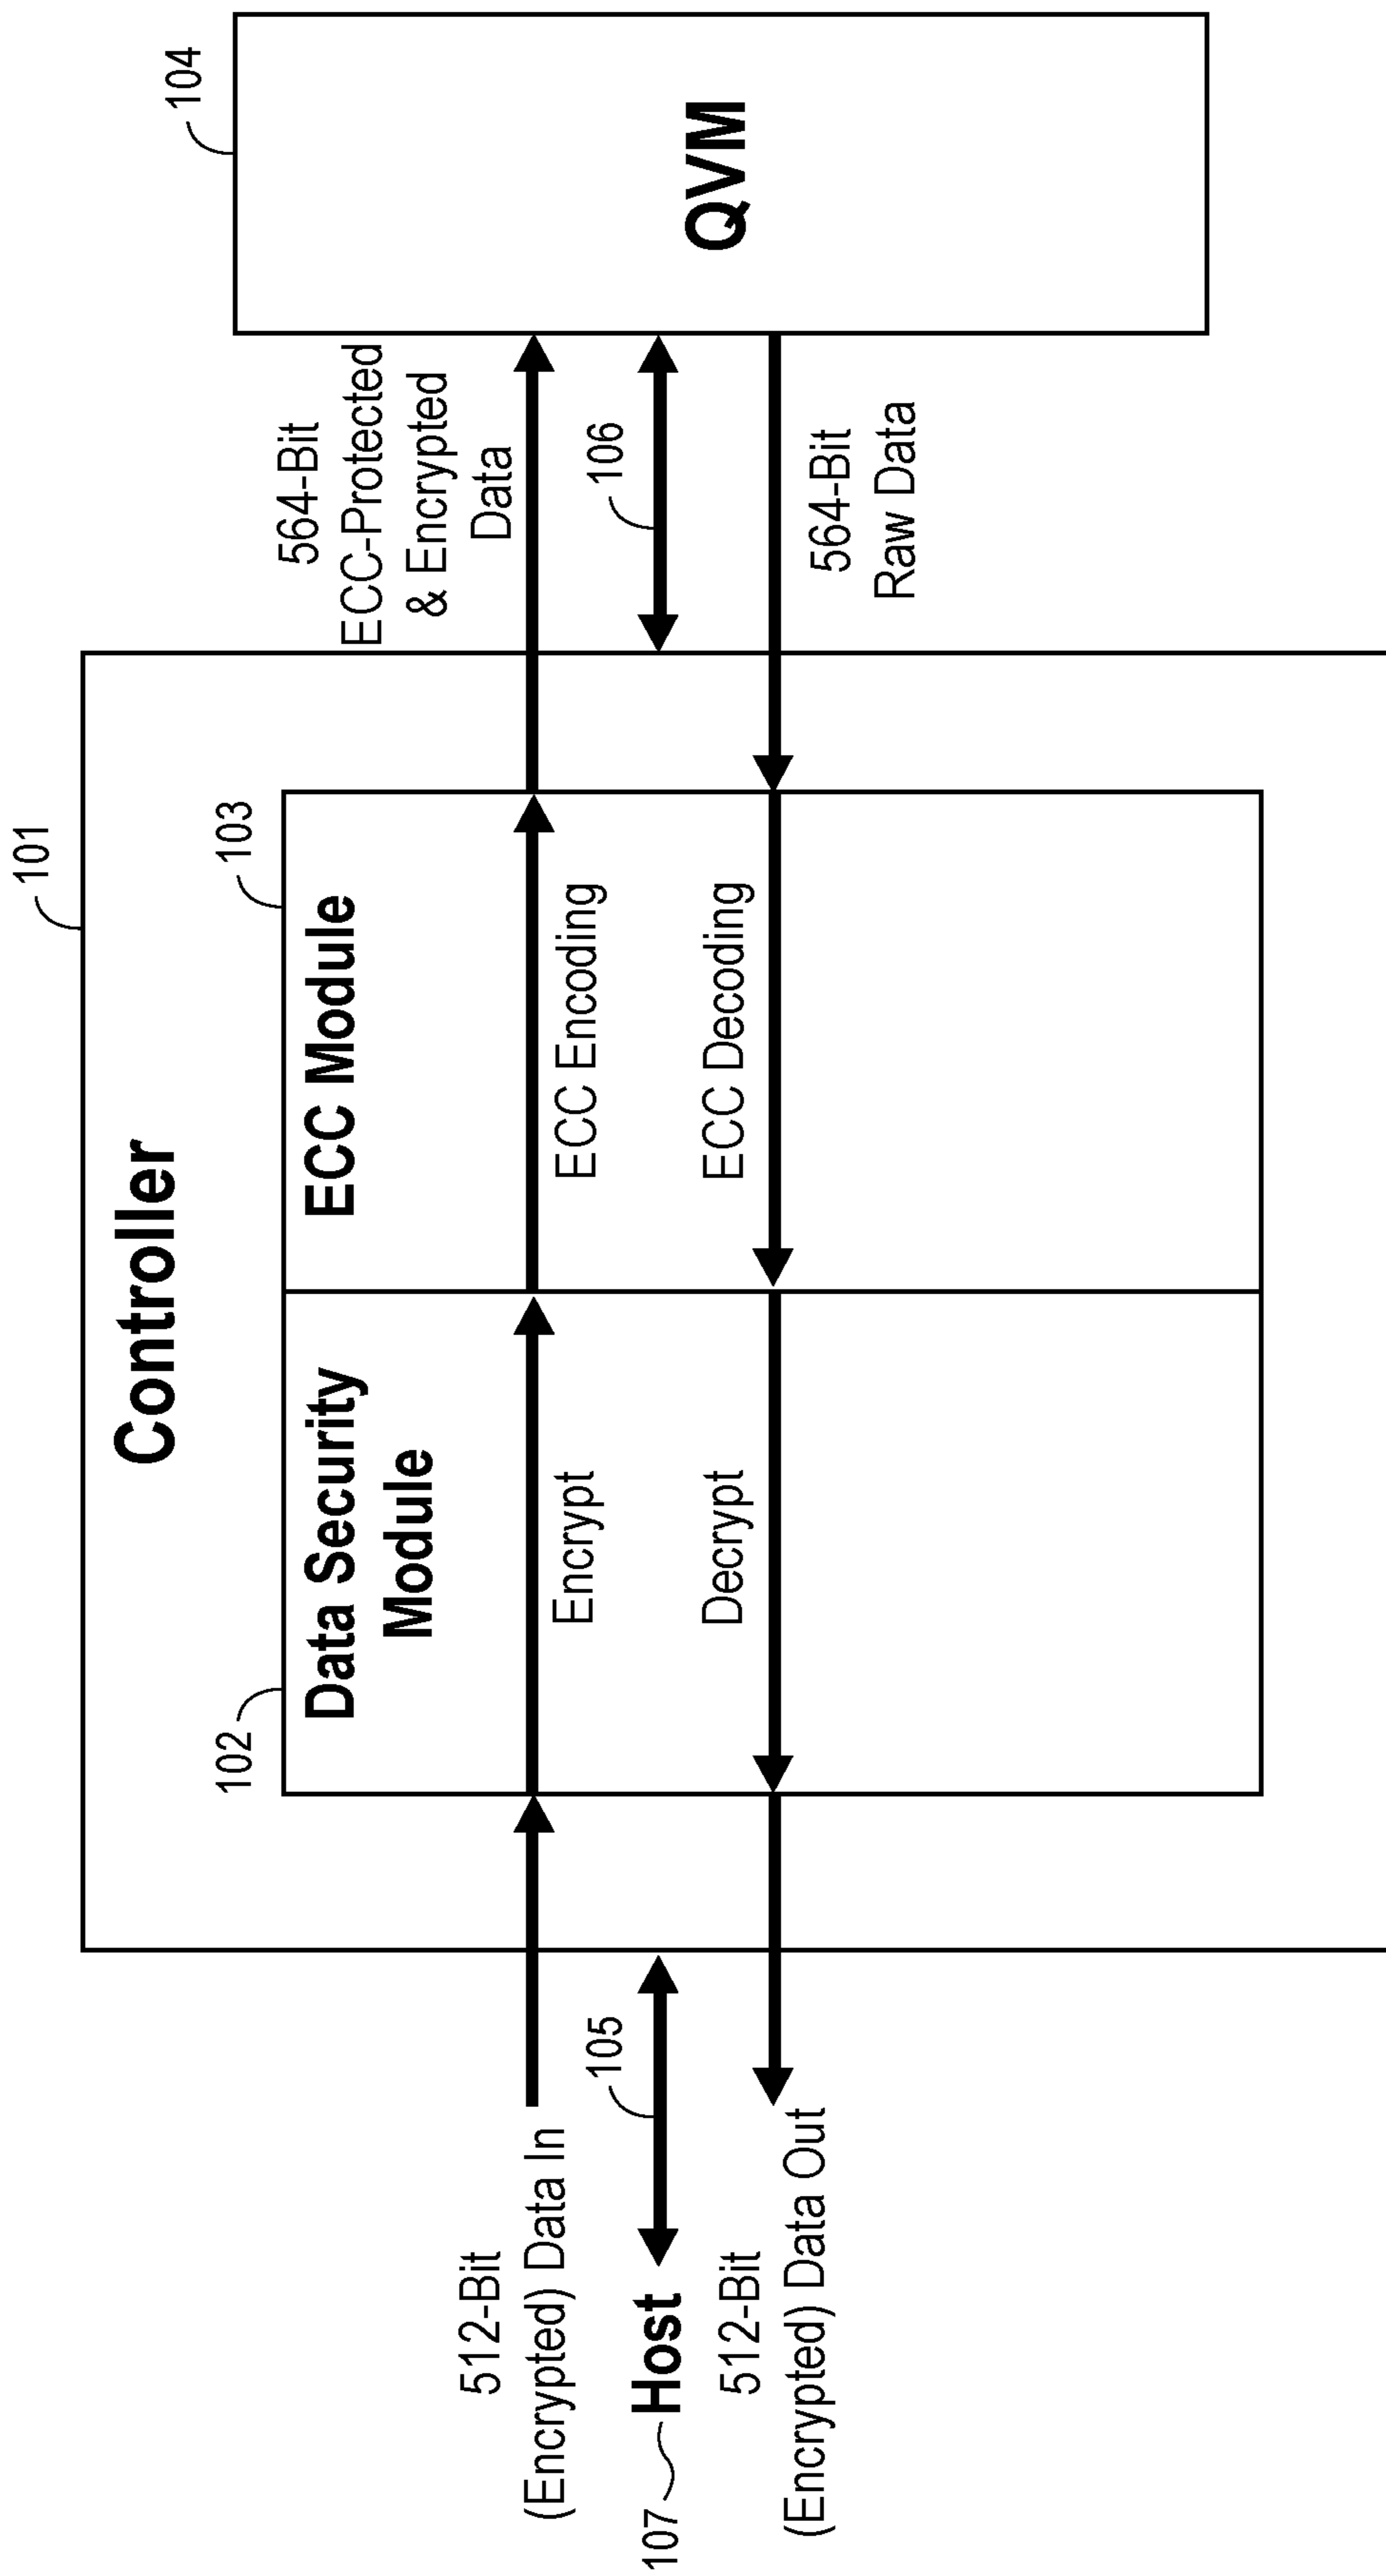 101
Controller
102
Data Security
Module
Encrypt
Decrypt
103
ECC Module
ECC Encoding
ECC Decoding
104
QVM
564-Bit
ECC-Protected
& Encrypted
Data
106
564-Bit
Raw Data
512-Bit
(Encrypted) Data In
105
107
Host
512-Bit
(Encrypted) Data Out